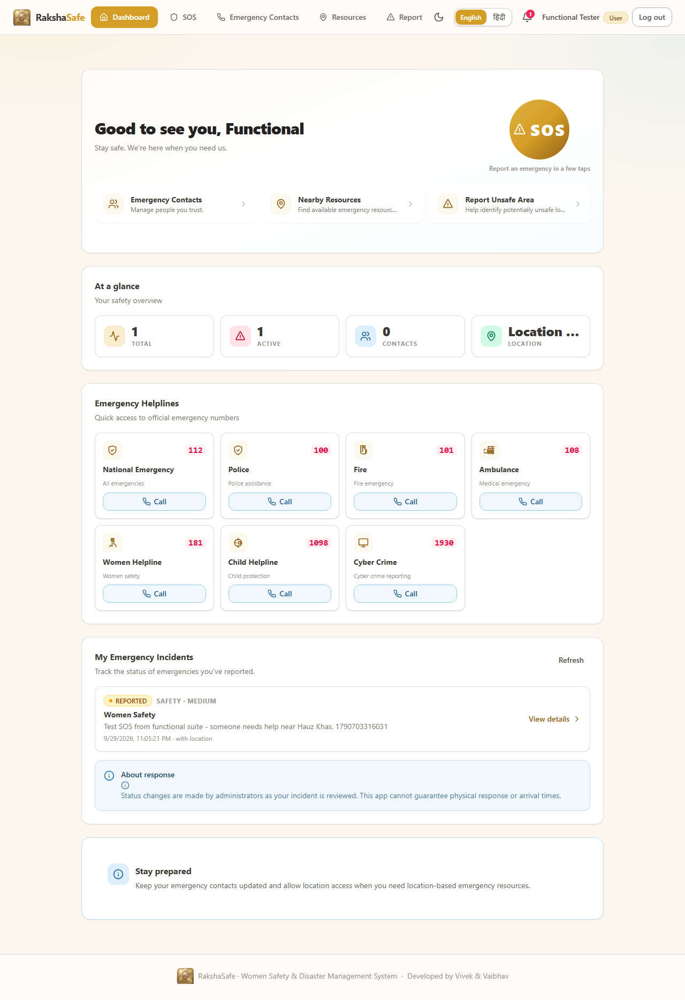 RakshaSafe
Dashboard
SOS
Emergency Contacts
Resources
Report
English
हिंदी
1
Functional Tester
User
Log out
Good to see you, Functional
Stay safe. We're here when you need us.
SOS
Report an emergency in a few taps
Emergency Contacts
Manage people you trust.
Nearby Resources
Find available emergency resourc...
Report Unsafe Area
Help identify potentially unsafe lo...
At a glance
Your safety overview
1
TOTAL
1
ACTIVE
0
CONTACTS
Location ...
LOCATION
Emergency Helplines
Quick access to official emergency numbers
112
National Emergency
All emergencies
Call
100
Police
Police assistance
Call
101
Fire
Fire emergency
Call
108
Ambulance
Medical emergency
Call
181
Women Helpline
Women safety
Call
1098
Child Helpline
Child protection
Call
1930
Cyber Crime
Cyber crime reporting
Call
My Emergency Incidents
Track the status of emergencies you've reported.
Refresh
REPORTED SAFETY · MEDIUM
Women Safety
Test SOS from functional suite - someone needs help near Hauz Khas. 1790703316031
9/29/2026, 11:05:21 PM · with location
View details
About response
Status changes are made by administrators as your incident is reviewed. This app cannot guarantee physical response or arrival times.
Stay prepared
Keep your emergency contacts updated and allow location access when you need location-based emergency resources.
RakshaSafe · Women Safety & Disaster Management System · Developed by Vivek & Vaibhav